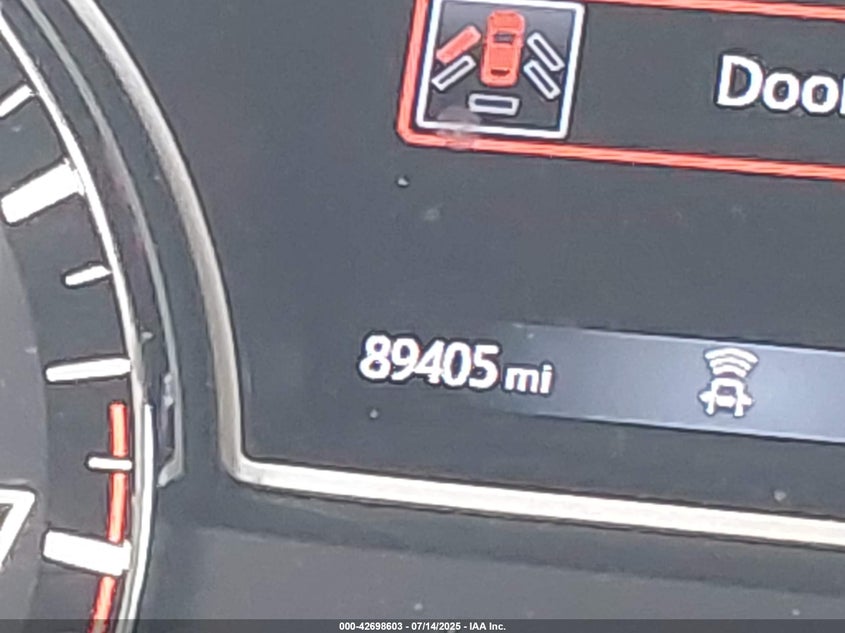 Door
89405 mi
000-42698603 - 07/14/2025 - IAA Inc.